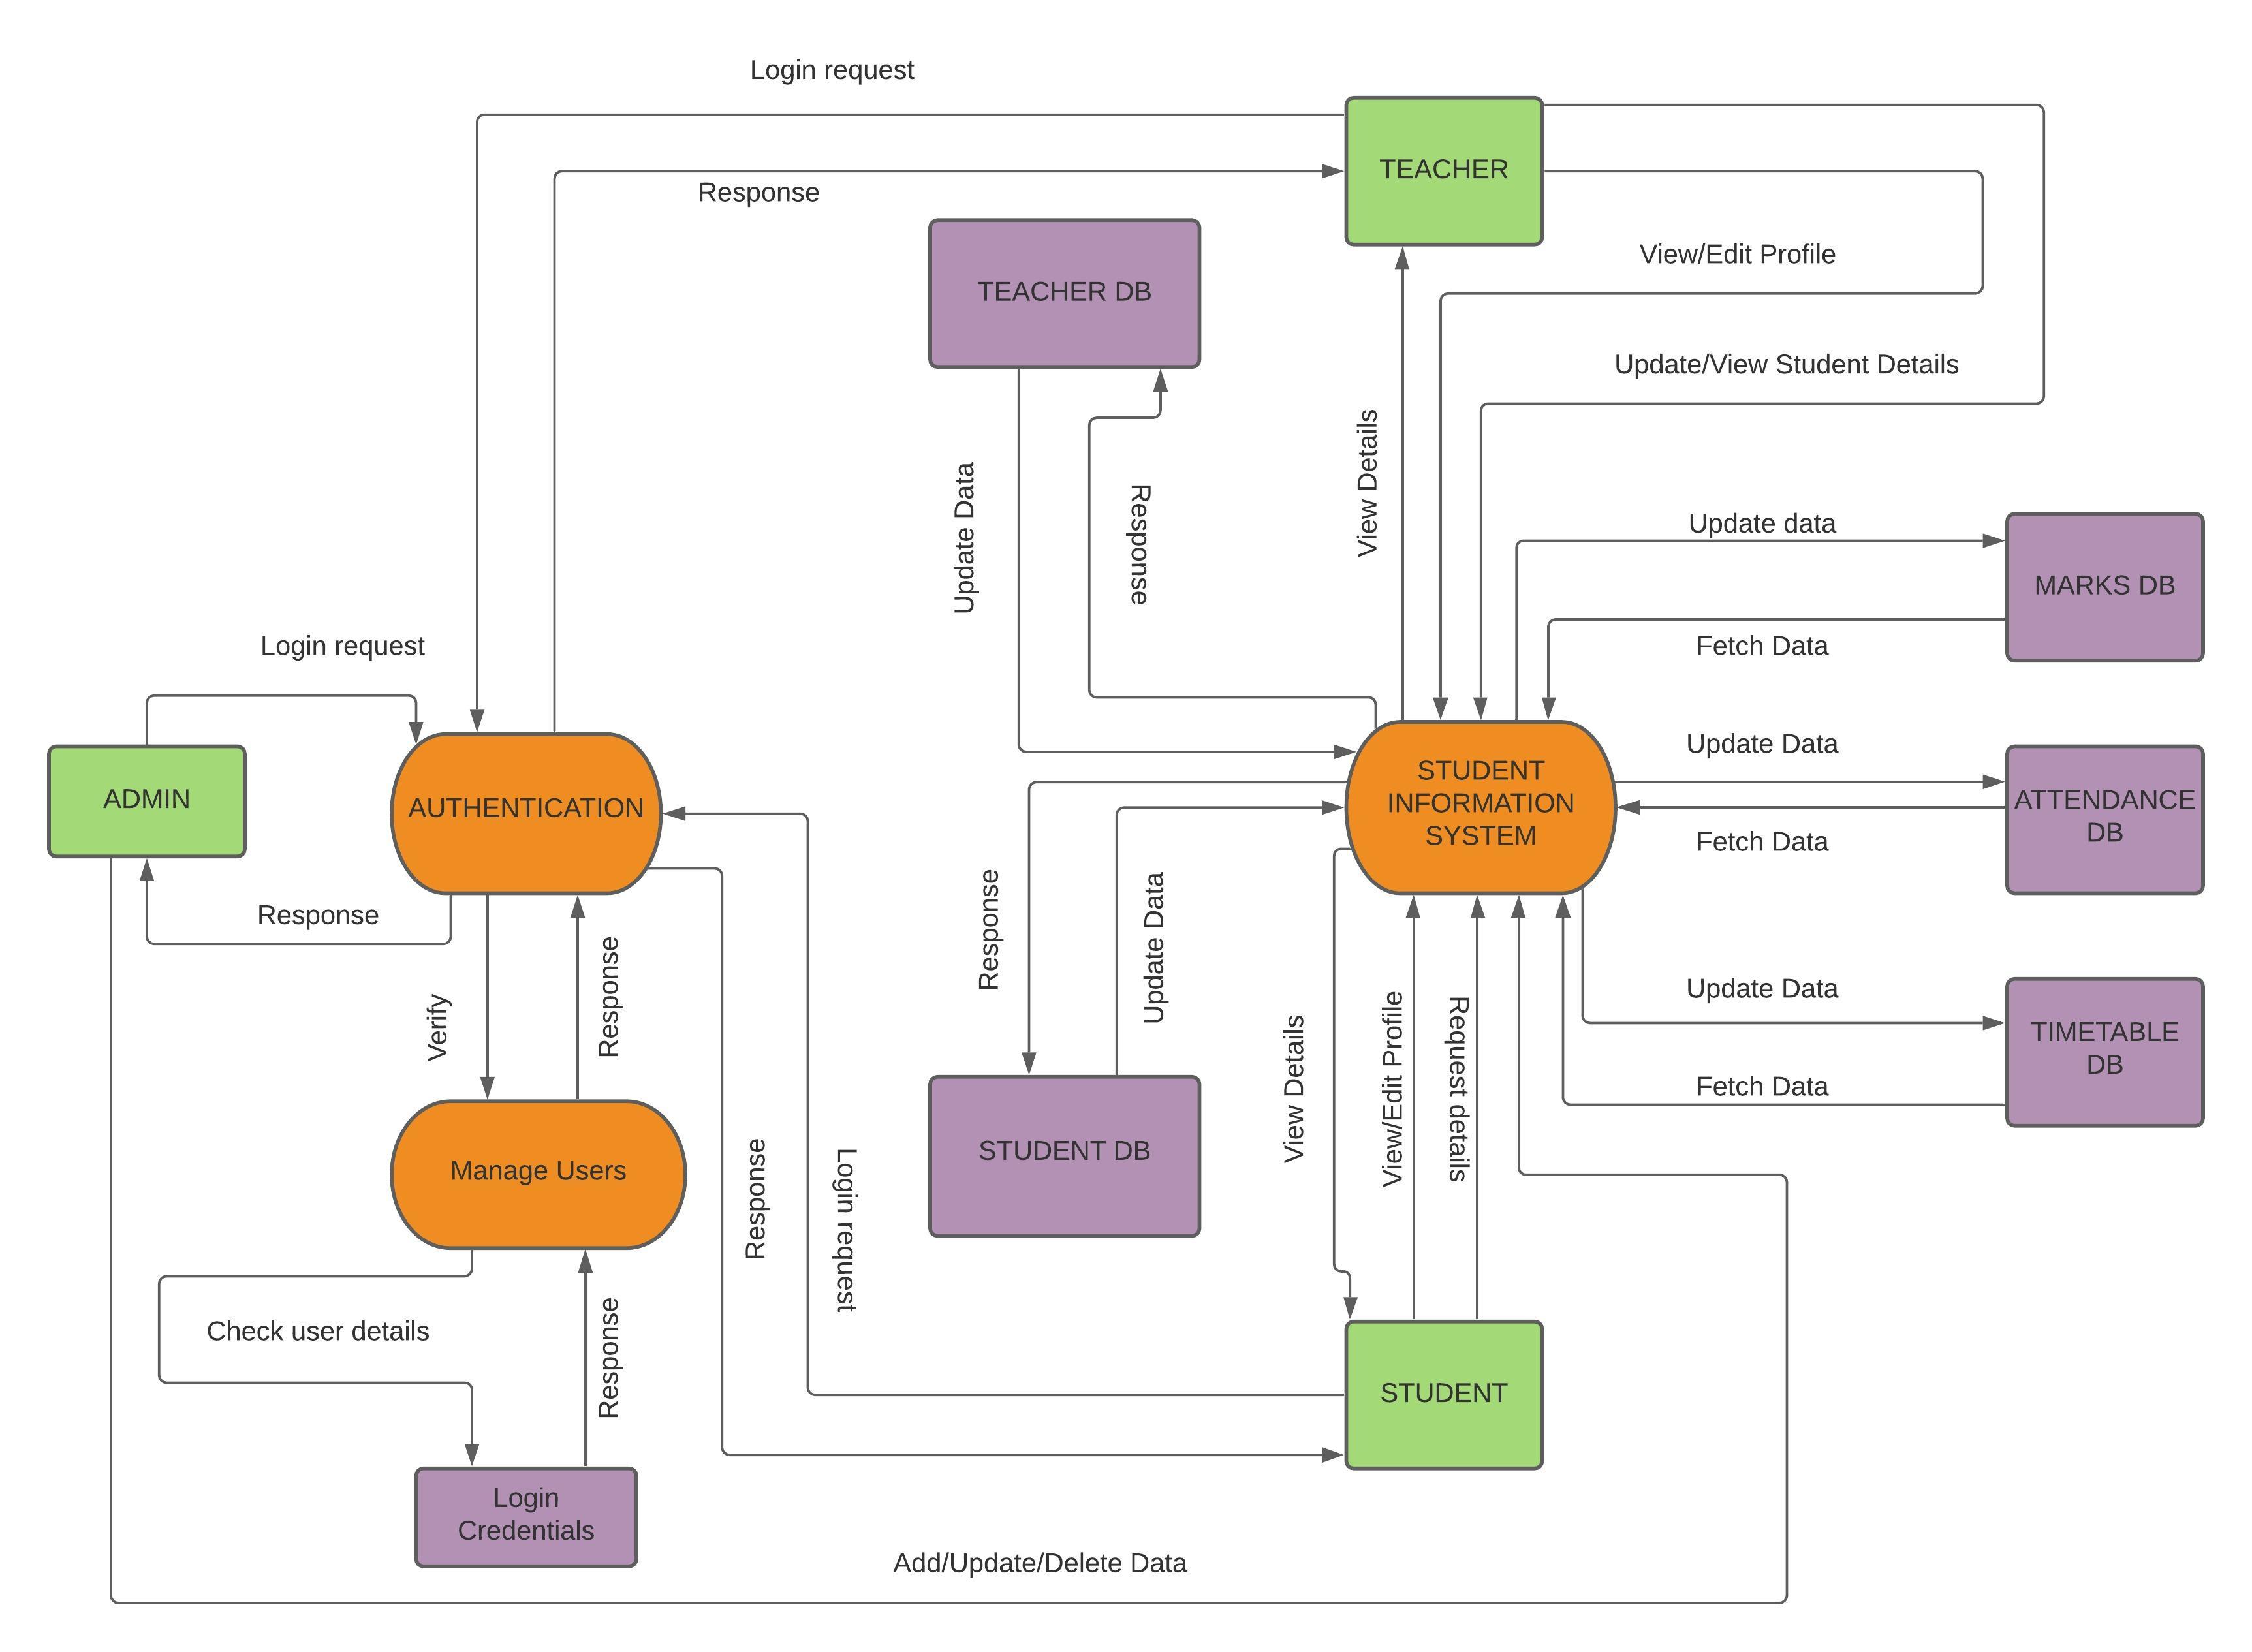 Login request
TEACHER
Response
View/Edit Profile
TEACHER DB
Update/View Student Details
View Details
Update Data
Response
Update data
MARKS DB
Fetch Data
Login request
ADMIN
AUTHENTICATION
STUDENT
INFORMATION
SYSTEM
Update Data
ATTENDANCE
DB
Fetch Data
Response
Verify
Response
Response
Update Data
View Details
View/Edit Profile
Request details
Update Data
TIMETABLE
DB
Fetch Data
Manage Users
STUDENT DB
Response
Login request
Check user details
Response
STUDENT
Login
Credentials
Add/Update/Delete Data